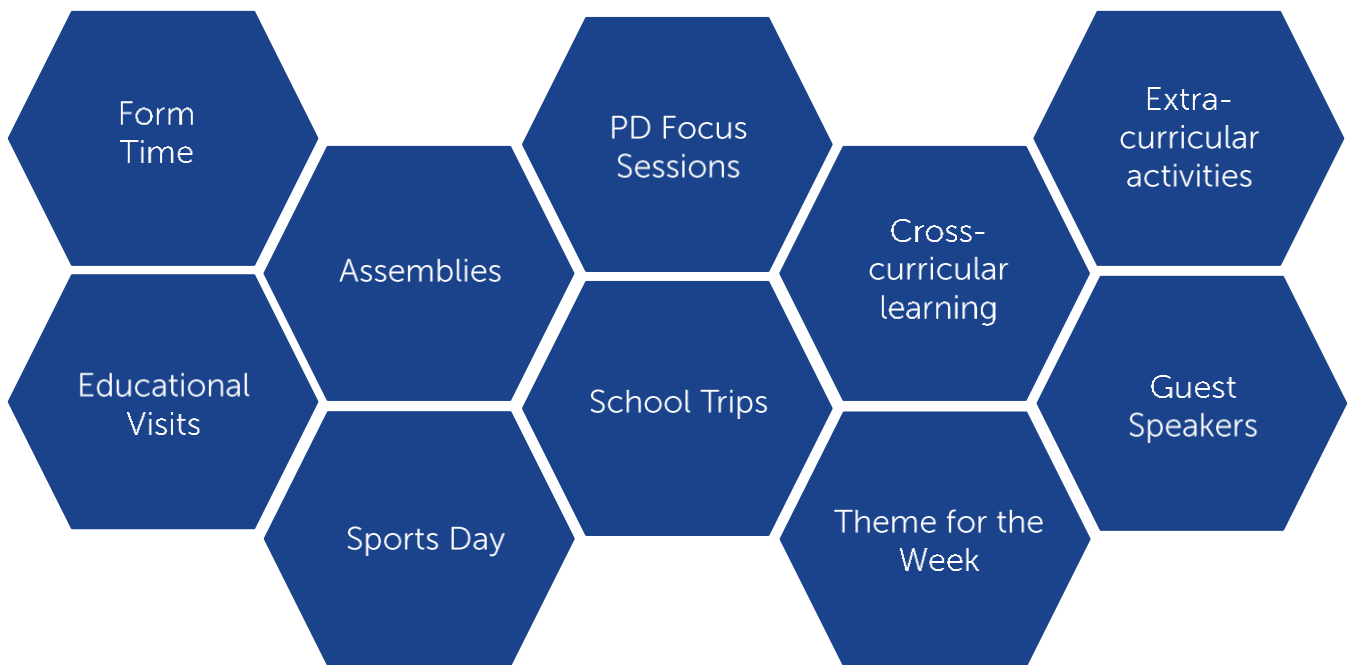 Form
Time
PD Focus
Sessions
Extra-
curricular
activities
Assemblies
Cross-
curricular
learning
Educational
Visits
School Trips
Guest
Speakers
Sports Day
Theme for the
Week